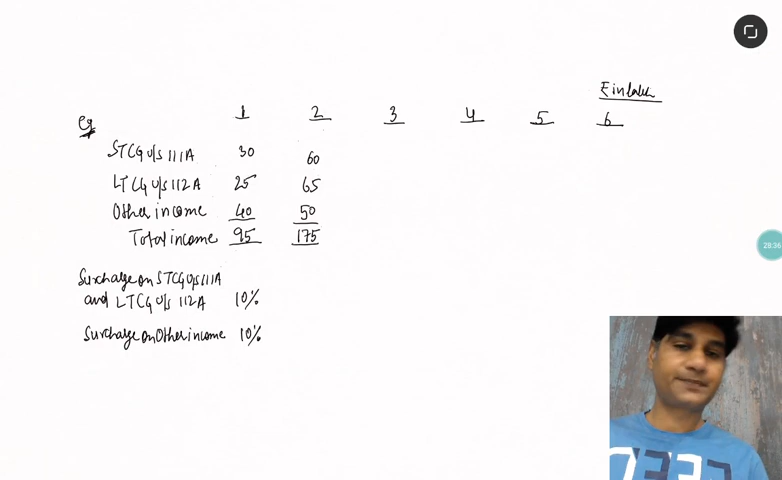 ₹ in lakh
Eg 1 2 3 4 5 6
STCG u/s 111A 30 60
LTCG u/s 112A 25 65
Other income 40 50
Total income 95 175
Surcharge on STCG u/s 111A
and LTCG u/s 112A 10%
Surcharge on Other income 10%
28:36